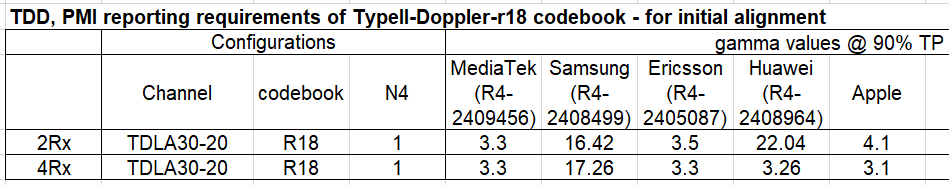 TDD, PMI reporting requirements of TypeII-Doppler-r18 codebook - for initial alignment
Configurations gamma values @ 90% TP
Channel codebook N4 MediaTek (R4-2409456) Samsung (R4-2408499) Ericsson (R4-2405087) Huawei (R4-2408964) Apple
2Rx TDLA30-20 R18 1 3.3 16.42 3.5 22.04 4.1
4Rx TDLA30-20 R18 1 3.3 17.26 3.3 3.26 3.1